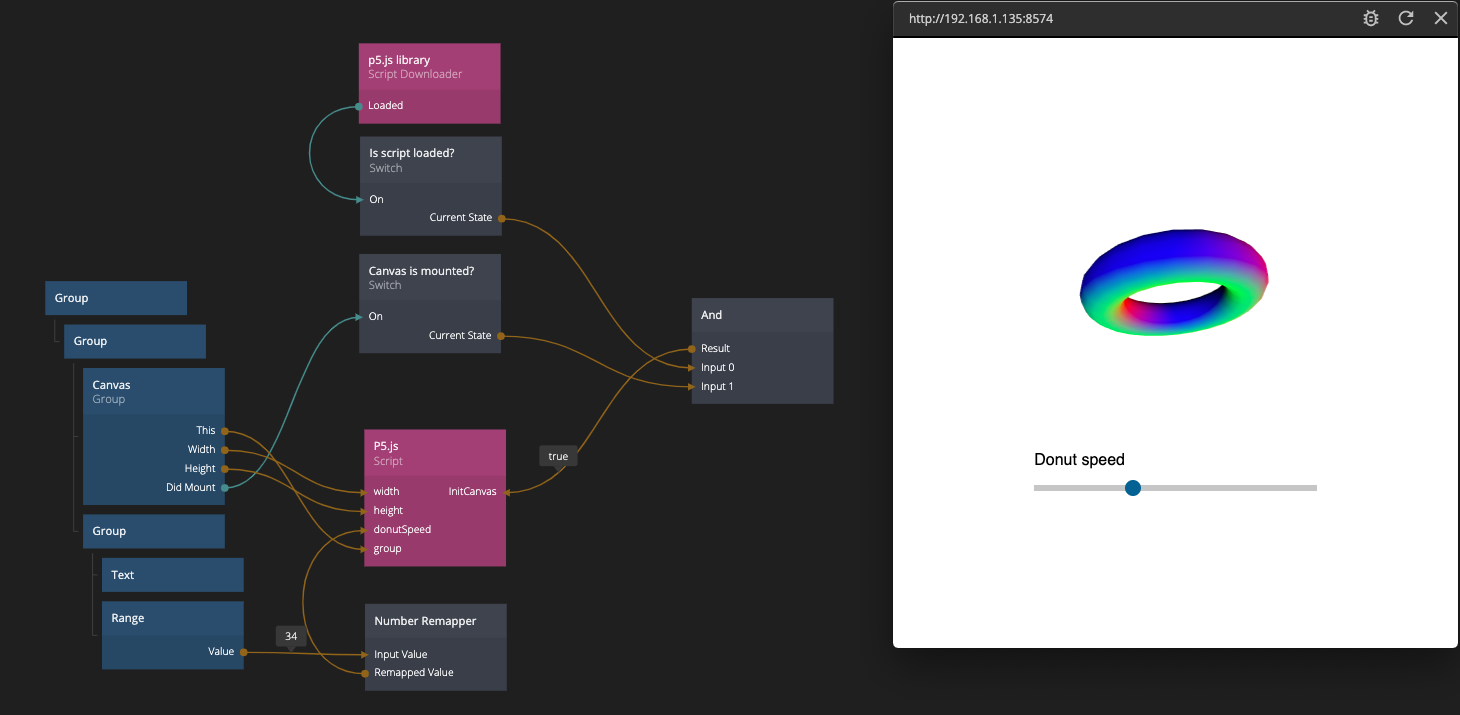 p5.js library
Script Downloader
Loaded
Is script loaded?
Switch
On
Current State
Canvas is mounted?
Switch
On
Current State
Group
Group
Canvas
Group
This
Width
Height
Did Mount
Group
Text
Range
Value
34
P5.js
Script
width
InitCanvas
height
donutSpeed
group
true
Number Remapper
Input Value
Remapped Value
And
Result
Input 0
Input 1
http://192.168.1.135:8574
Donut speed